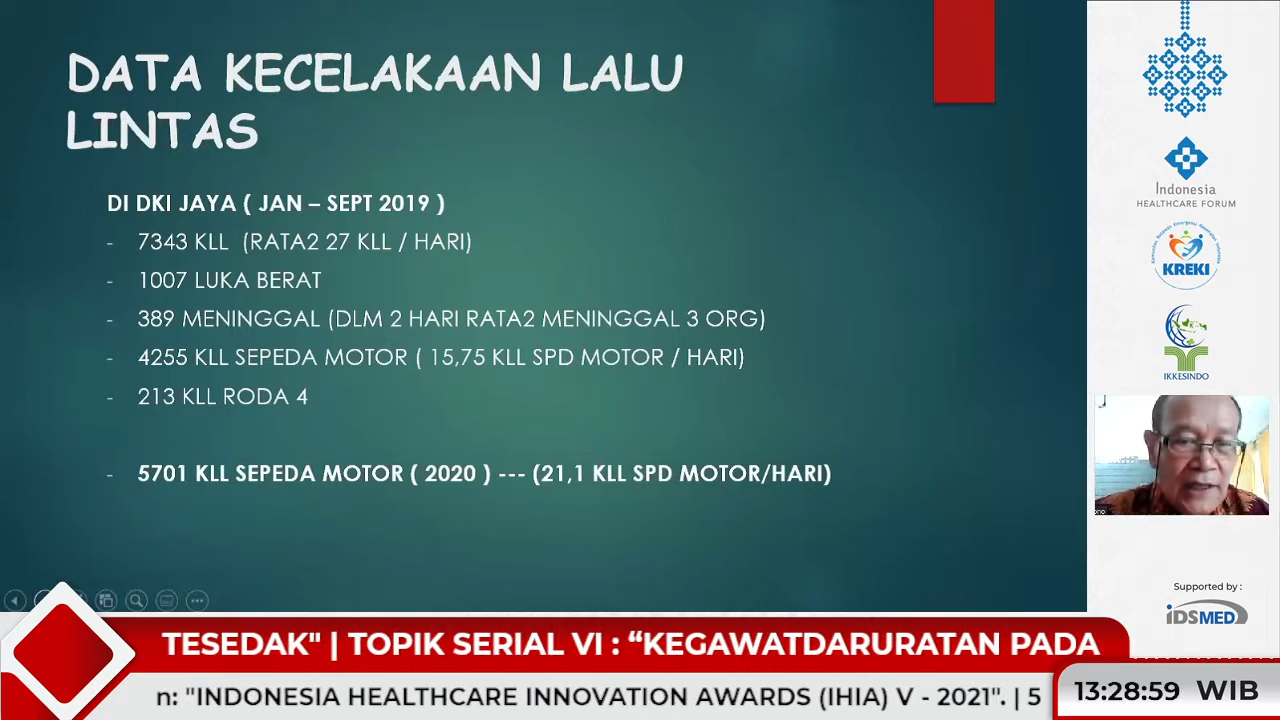 DATA KECELAKAAN LALU
LINTAS
DI DKI JAYA ( JAN – SEPT 2019 )
- 7343 KLL (RATA2 27 KLL / HARI)
- 1007 LUKA BERAT
- 389 MENINGGAL (DLM 2 HARI RATA2 MENINGGAL 3 ORG)
- 4255 KLL SEPEDA MOTOR ( 15,75 KLL SPD MOTOR / HARI)
- 213 KLL RODA 4
- 5701 KLL SEPEDA MOTOR ( 2020 ) --- (21,1 KLL SPD MOTOR/HARI)
Indonesia
HEALTHCARE FORUM
KREKI
IKKESINDO
ono
Supported by :
iDSMED
TESEDAK" | TOPIK SERIAL VI : “KEGAWATDARURATAN PADA
n: "INDONESIA HEALTHCARE INNOVATION AWARDS (IHIA) V - 2021". | 5
13:28:59 WIB